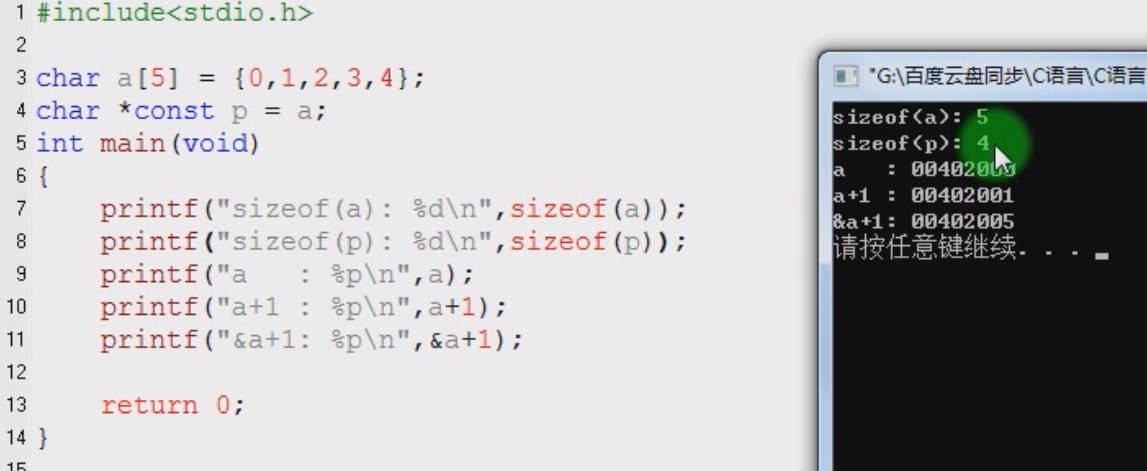 1 #include<stdio.h>
2
3 char a[5] = {0,1,2,3,4};
4 char *const p = a;
5 int main(void)
6 {
7 printf("sizeof(a): %d\n",sizeof(a));
8 printf("sizeof(p): %d\n",sizeof(p));
9 printf("a   : %p\n",a);
10 printf("a+1 : %p\n",a+1);
11 printf("&a+1: %p\n",&a+1);
12
13 return 0;
14 }
15
"G:\百度云盘同步\C语言\C语言
sizeof(a): 5
sizeof(p): 4
a   : 00402000
a+1 : 00402001
&a+1: 00402005
请按任意键继续. . .